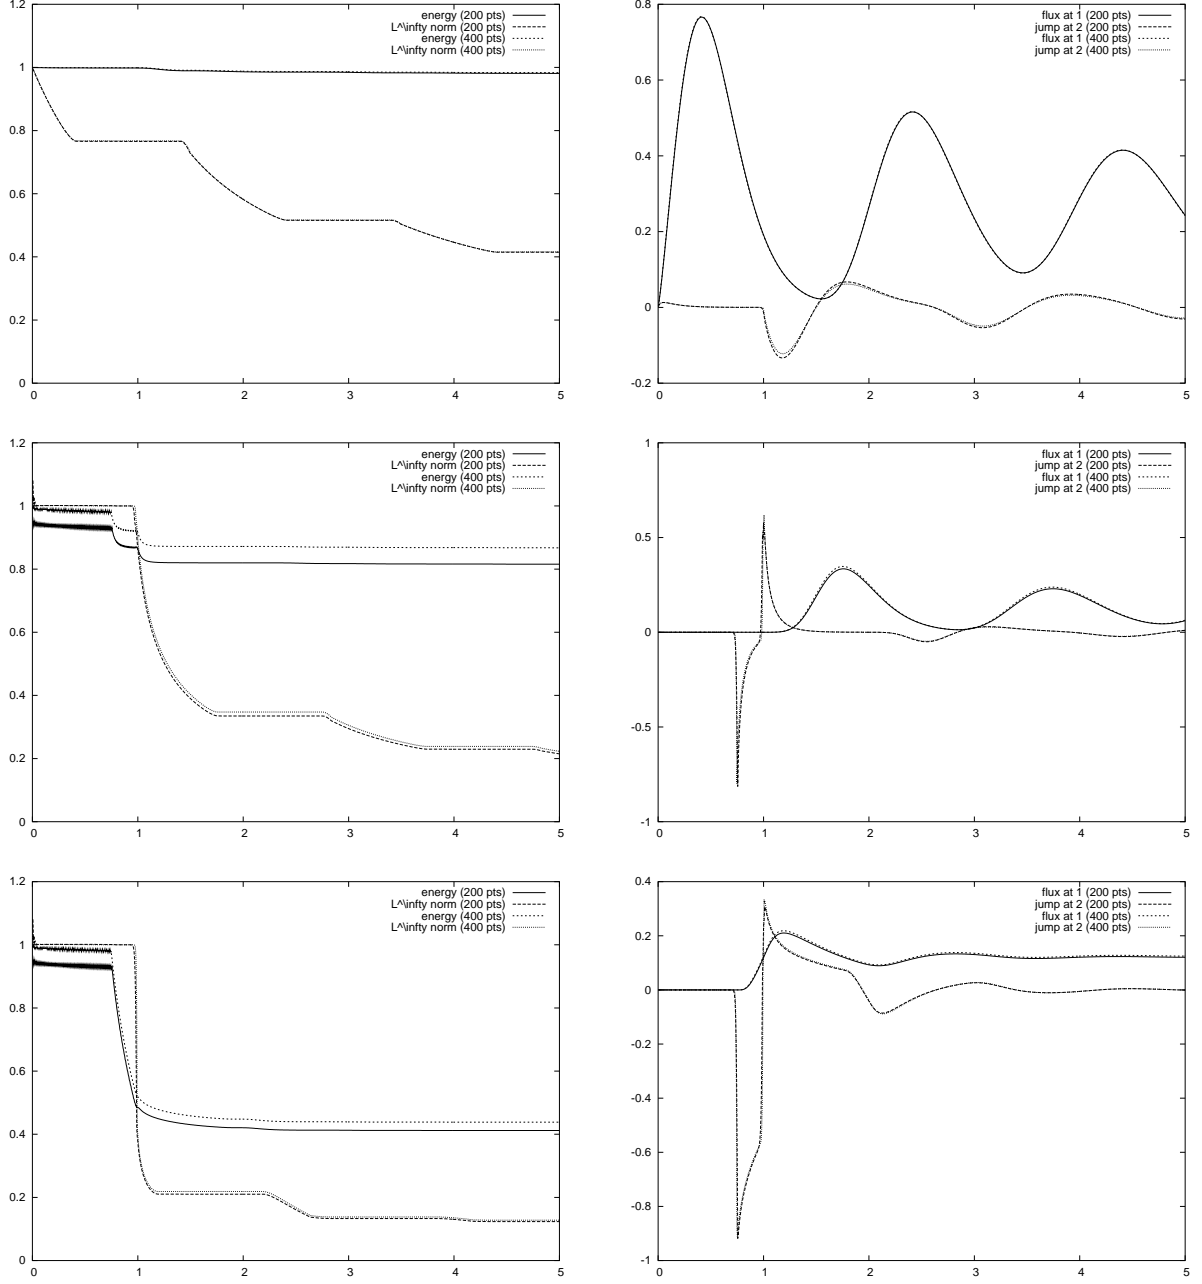 1.2
1
0.8
0.6
0.4
0.2
0
0 1 2 3 4 5
energy (200 pts)
L^\infty norm (200 pts)
energy (400 pts)
L^\infty norm (400 pts)
0.8
0.6
0.4
0.2
0
-0.2
0 1 2 3 4 5
flux at 1 (200 pts)
jump at 2 (200 pts)
flux at 1 (400 pts)
jump at 2 (400 pts)
1.2
1
0.8
0.6
0.4
0.2
0
0 1 2 3 4 5
energy (200 pts)
L^\infty norm (200 pts)
energy (400 pts)
L^\infty norm (400 pts)
1
0.5
0
-0.5
-1
0 1 2 3 4 5
flux at 1 (200 pts)
jump at 2 (200 pts)
flux at 1 (400 pts)
jump at 2 (400 pts)
1.2
1
0.8
0.6
0.4
0.2
0
0 1 2 3 4 5
energy (200 pts)
L^\infty norm (200 pts)
energy (400 pts)
L^\infty norm (400 pts)
0.4
0.2
0
-0.2
-0.4
-0.6
-0.8
-1
0 1 2 3 4 5
flux at 1 (200 pts)
jump at 2 (200 pts)
flux at 1 (400 pts)
jump at 2 (400 pts)